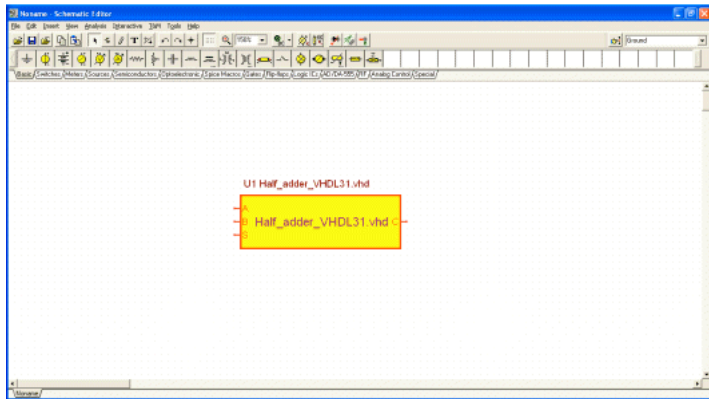 Noname - Schematic Editor
File Edit Insert View Analysis Interactive T&M Tools Help
150% Ground
Basic Switches Meters Sources Semiconductors Optoelectronic Spice Macros Gates Flip-flops Logic ICs AD/DA-555 RF Analog Control Special
U1 Half_adder_VHDL31.vhd
A
B Half_adder_VHDL31.vhd C
S
Noname